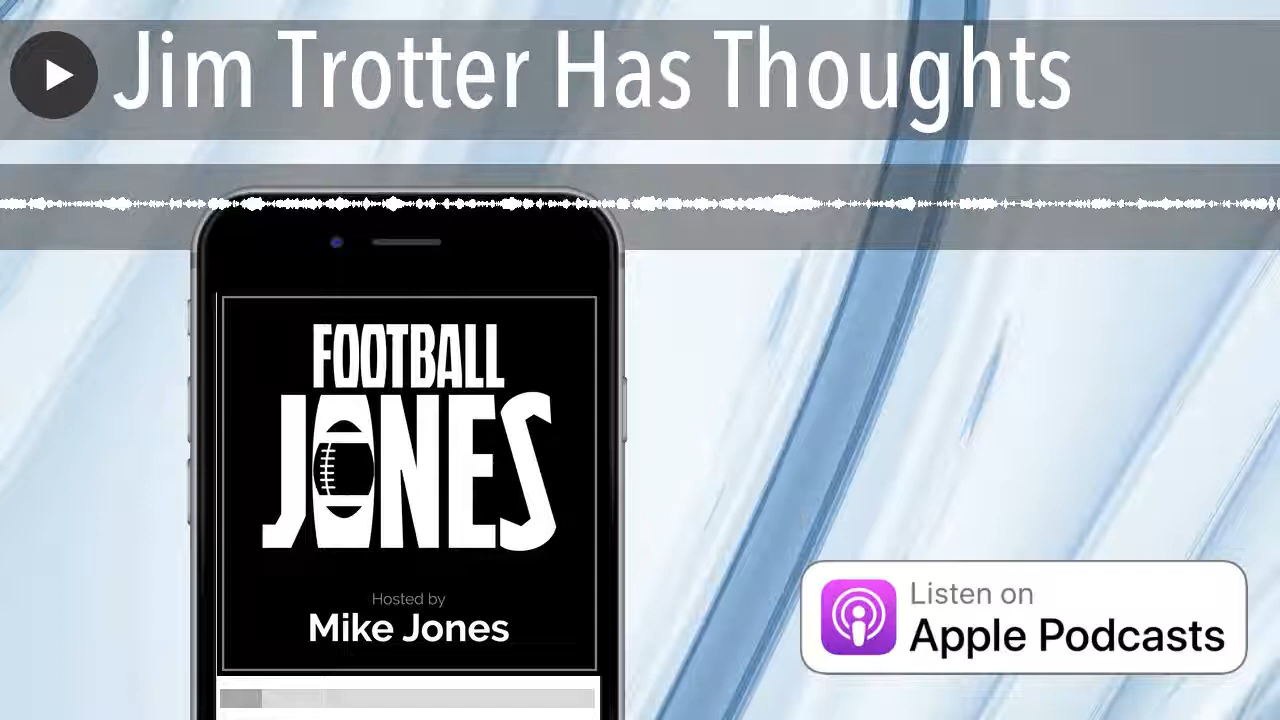 Jim Trotter Has Thoughts
FOOTBALL
JONES
Hosted by
Mike Jones
Listen on
Apple Podcasts